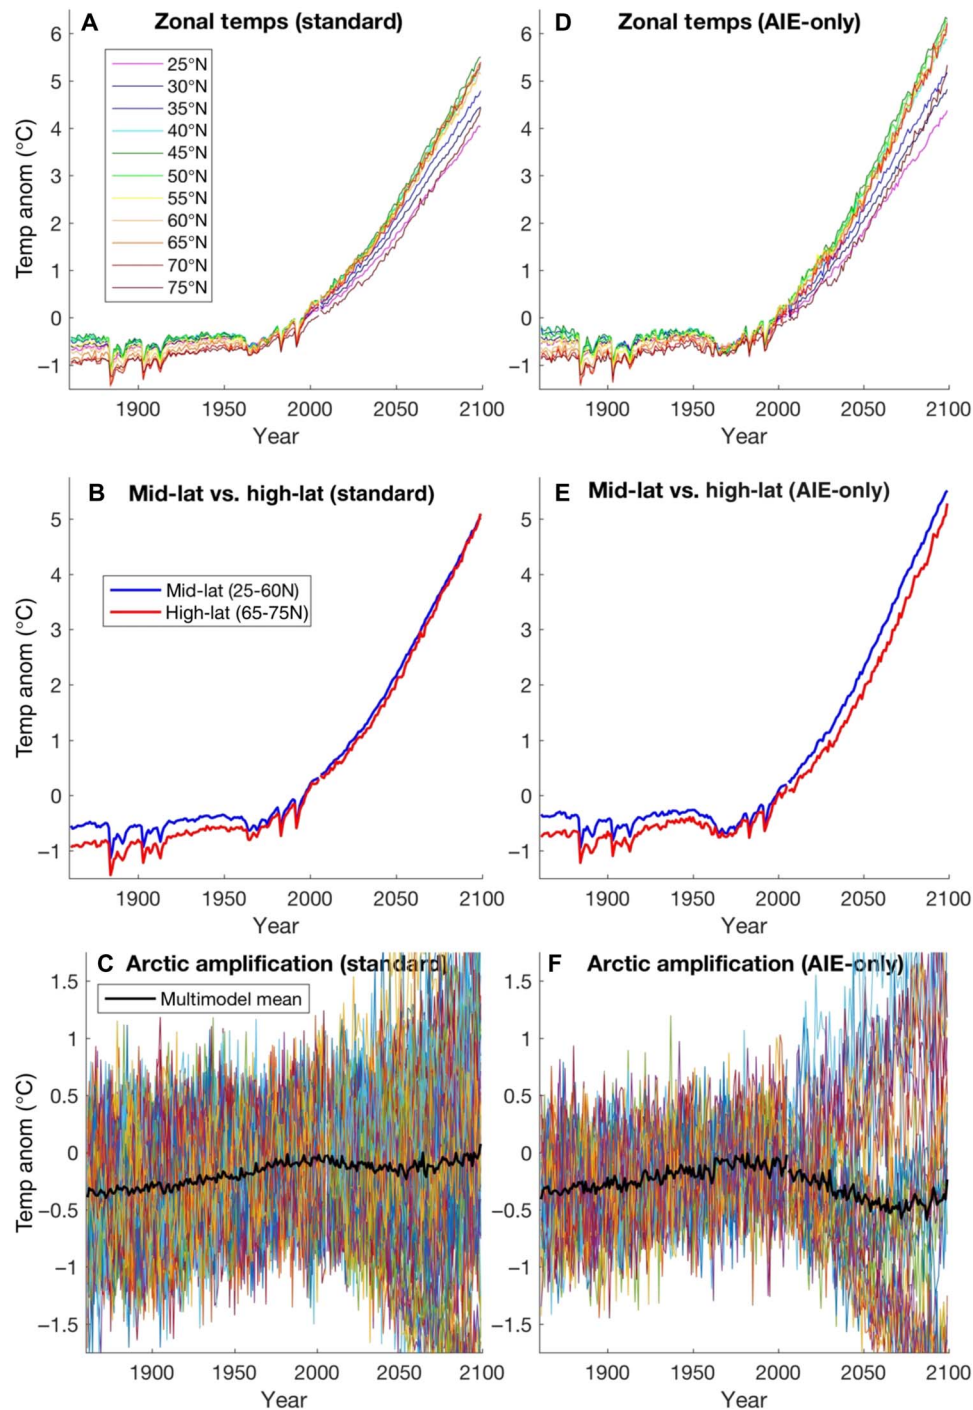 A Zonal temps (standard)
Temp anom (°C)
6
5
4
3
2
1
0
−1
25°N
30°N
35°N
40°N
45°N
50°N
55°N
60°N
65°N
70°N
75°N
1900 1950 2000 2050 2100
Year
D Zonal temps (AIE-only)
6
5
4
3
2
1
0
−1
1900 1950 2000 2050 2100
Year
B Mid-lat vs. high-lat (standard)
Temp anom (°C)
5
4
3
2
1
0
−1
Mid-lat (25-60N)
High-lat (65-75N)
1900 1950 2000 2050 2100
Year
E Mid-lat vs. high-lat (AIE-only)
5
4
3
2
1
0
−1
1900 1950 2000 2050 2100
Year
C Arctic amplification (standard)
Temp anom (°C)
1.5
1
0.5
0
−0.5
−1
−1.5
Multimodel mean
1900 1950 2000 2050 2100
Year
F Arctic amplification (AIE-only)
1.5
1
0.5
0
−0.5
−1
−1.5
1900 1950 2000 2050 2100
Year